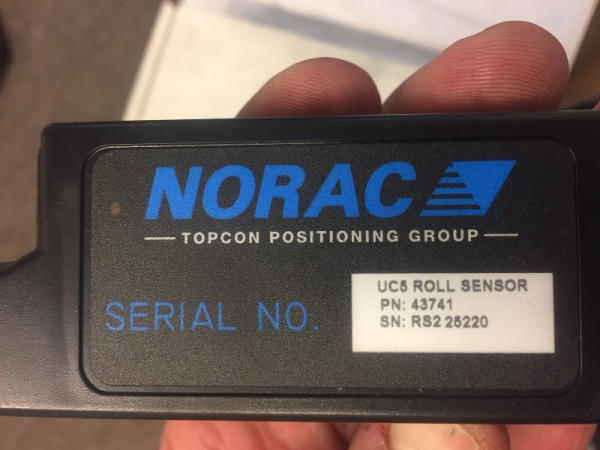 NORAC
TOPCON POSITIONING GROUP
SERIAL NO.
UC5 ROLL SENSOR
PN: 43741
SN: RS2 25220